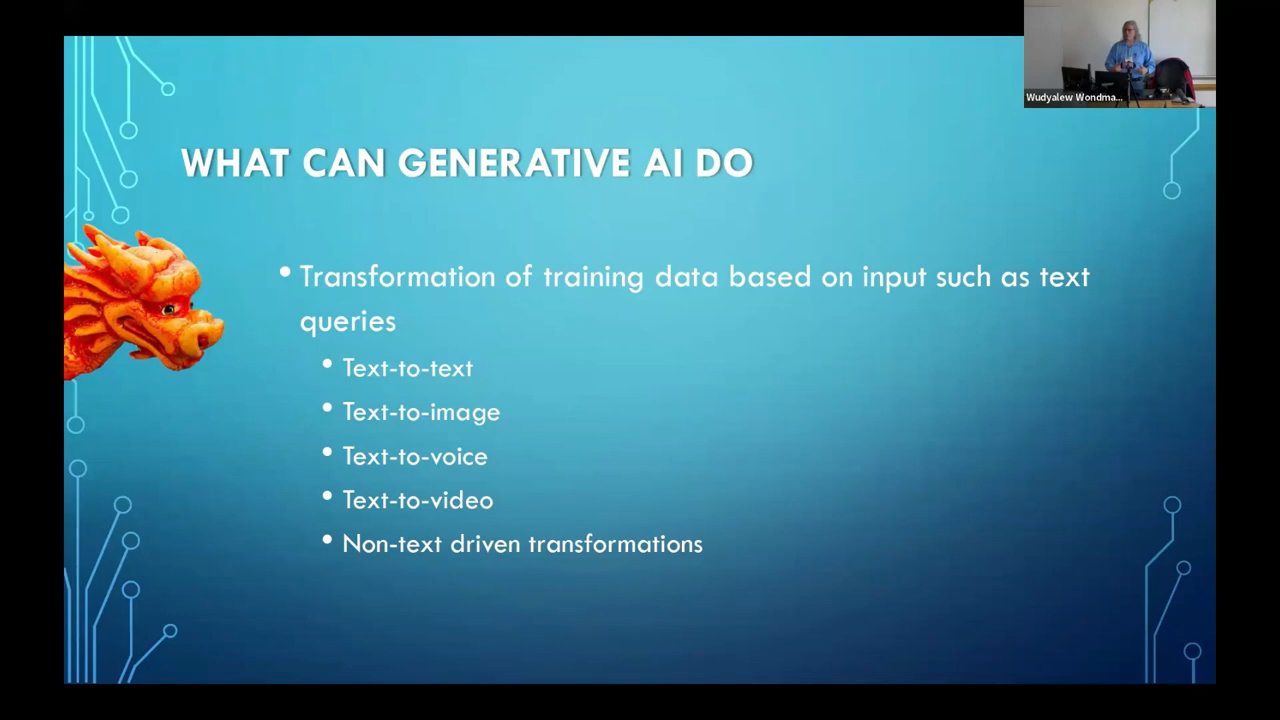 Wudyalew Wondma...
WHAT CAN GENERATIVE AI DO
• Transformation of training data based on input such as text
queries
• Text-to-text
• Text-to-image
• Text-to-voice
• Text-to-video
• Non-text driven transformations